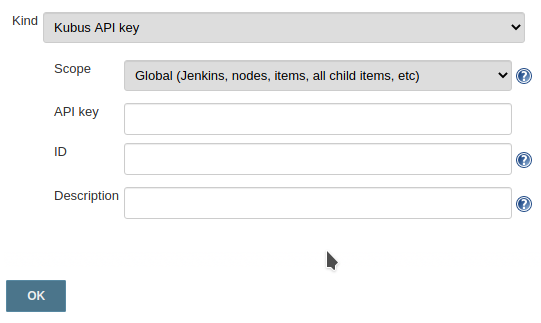 Kind
Kubus API key
Scope
Global (Jenkins, nodes, items, all child items, etc)
?
API key
ID
?
Description
?
OK